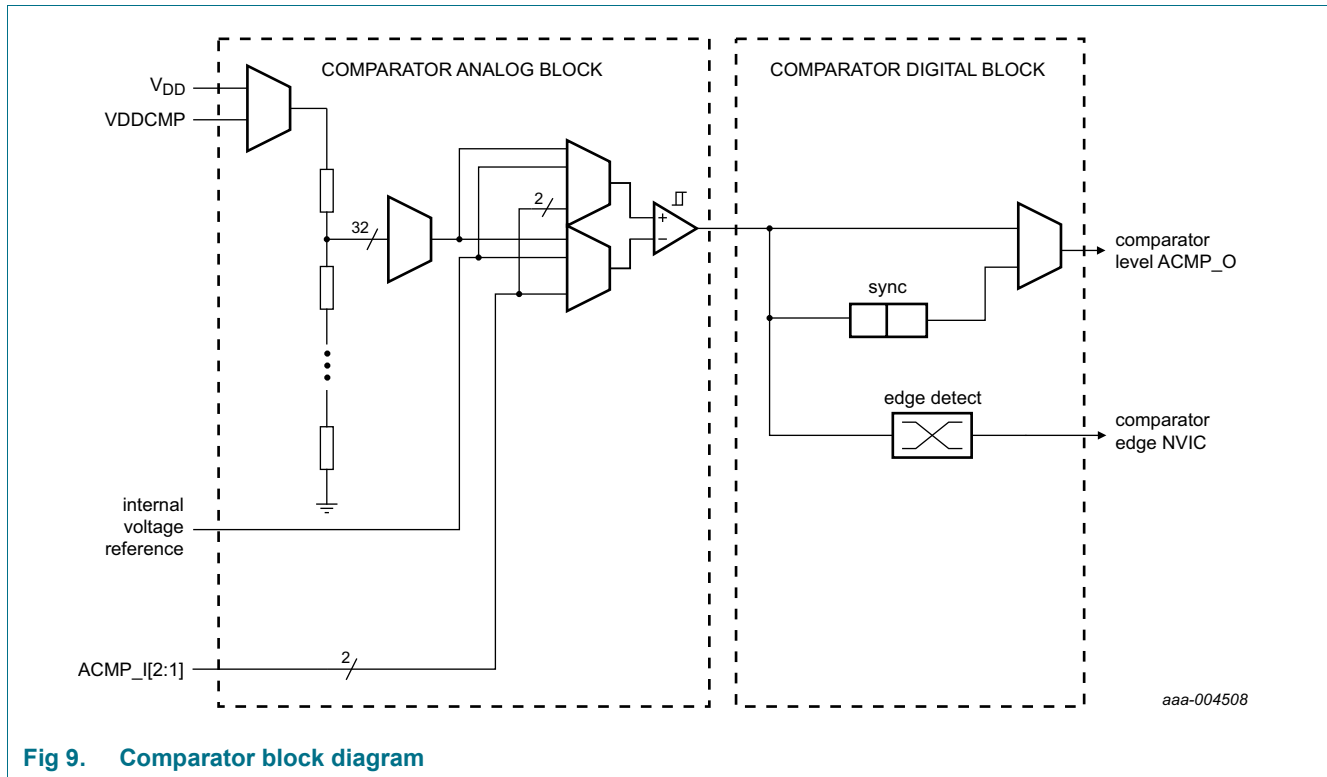 COMPARATOR ANALOG BLOCK
COMPARATOR DIGITAL BLOCK
VDD
VDDCMP
32
2
+
−
sync
comparator
level ACMP_O
edge detect
comparator
edge NVIC
internal
voltage
reference
ACMP_I[2:1]
2
aaa-004508
Fig 9. Comparator block diagram